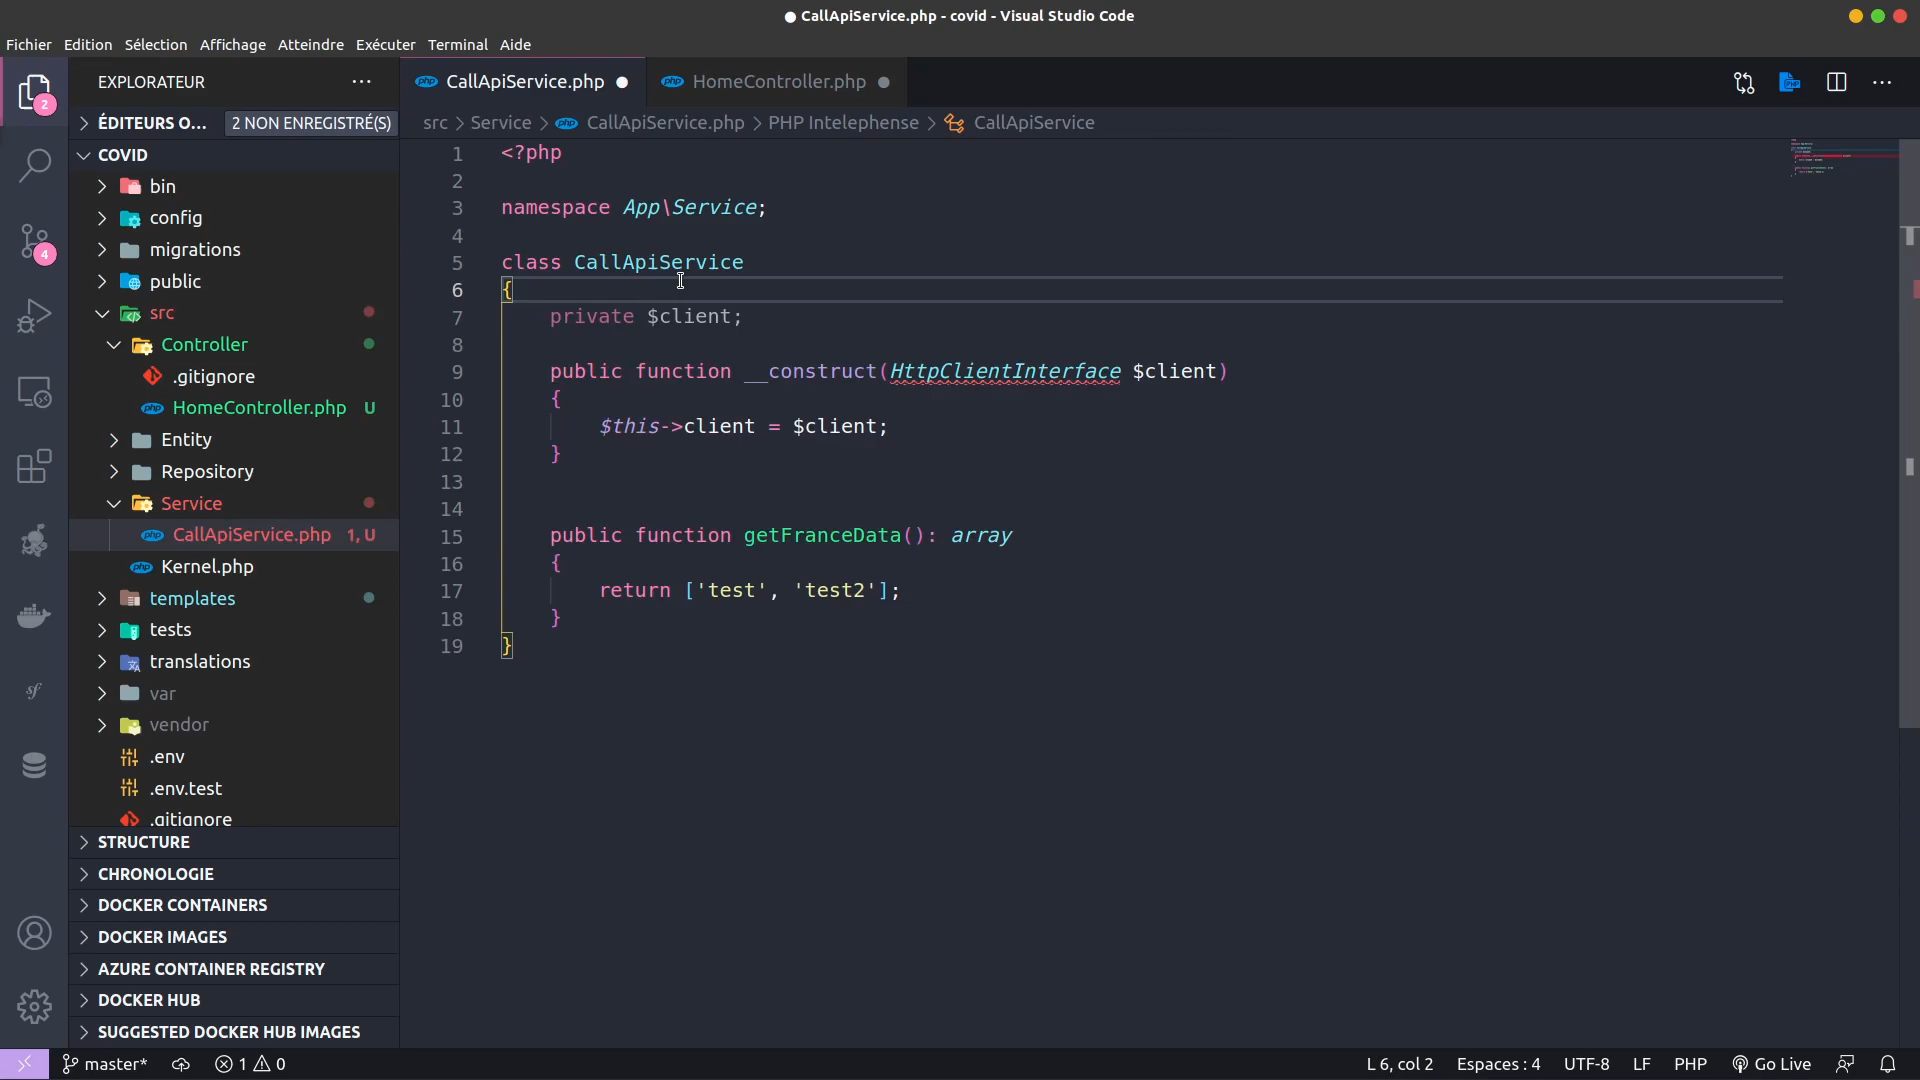 CallApiService.php - covid - Visual Studio Code
Fichier Edition Sélection Affichage Atteindre Exécuter Terminal Aide
2
4
EXPLORATEUR
ÉDITEURS O... 2 NON ENREGISTRÉ(S)
COVID
bin
config
migrations
public
src
Controller
.gitignore
HomeController.php U
Entity
Repository
Service
CallApiService.php 1, U
Kernel.php
templates
tests
translations
var
vendor
.env
.env.test
.gitignore
STRUCTURE
CHRONOLOGIE
DOCKER CONTAINERS
DOCKER IMAGES
AZURE CONTAINER REGISTRY
DOCKER HUB
SUGGESTED DOCKER HUB IMAGES
php CallApiService.php php HomeController.php
src > Service > php CallApiService.php > PHP Intelephense > CallApiService
1 <?php
2
3 namespace App\Service;
4
5 class CallApiService
6 {
7 private $client;
8
9 public function __construct(HttpClientInterface $client)
10 {
11 $this->client = $client;
12 }
13
14
15 public function getFranceData(): array
16 {
17 return ['test', 'test2'];
18 }
19 }
master* 1 0 L 6, col 2 Espaces : 4 UTF-8 LF PHP Go Live